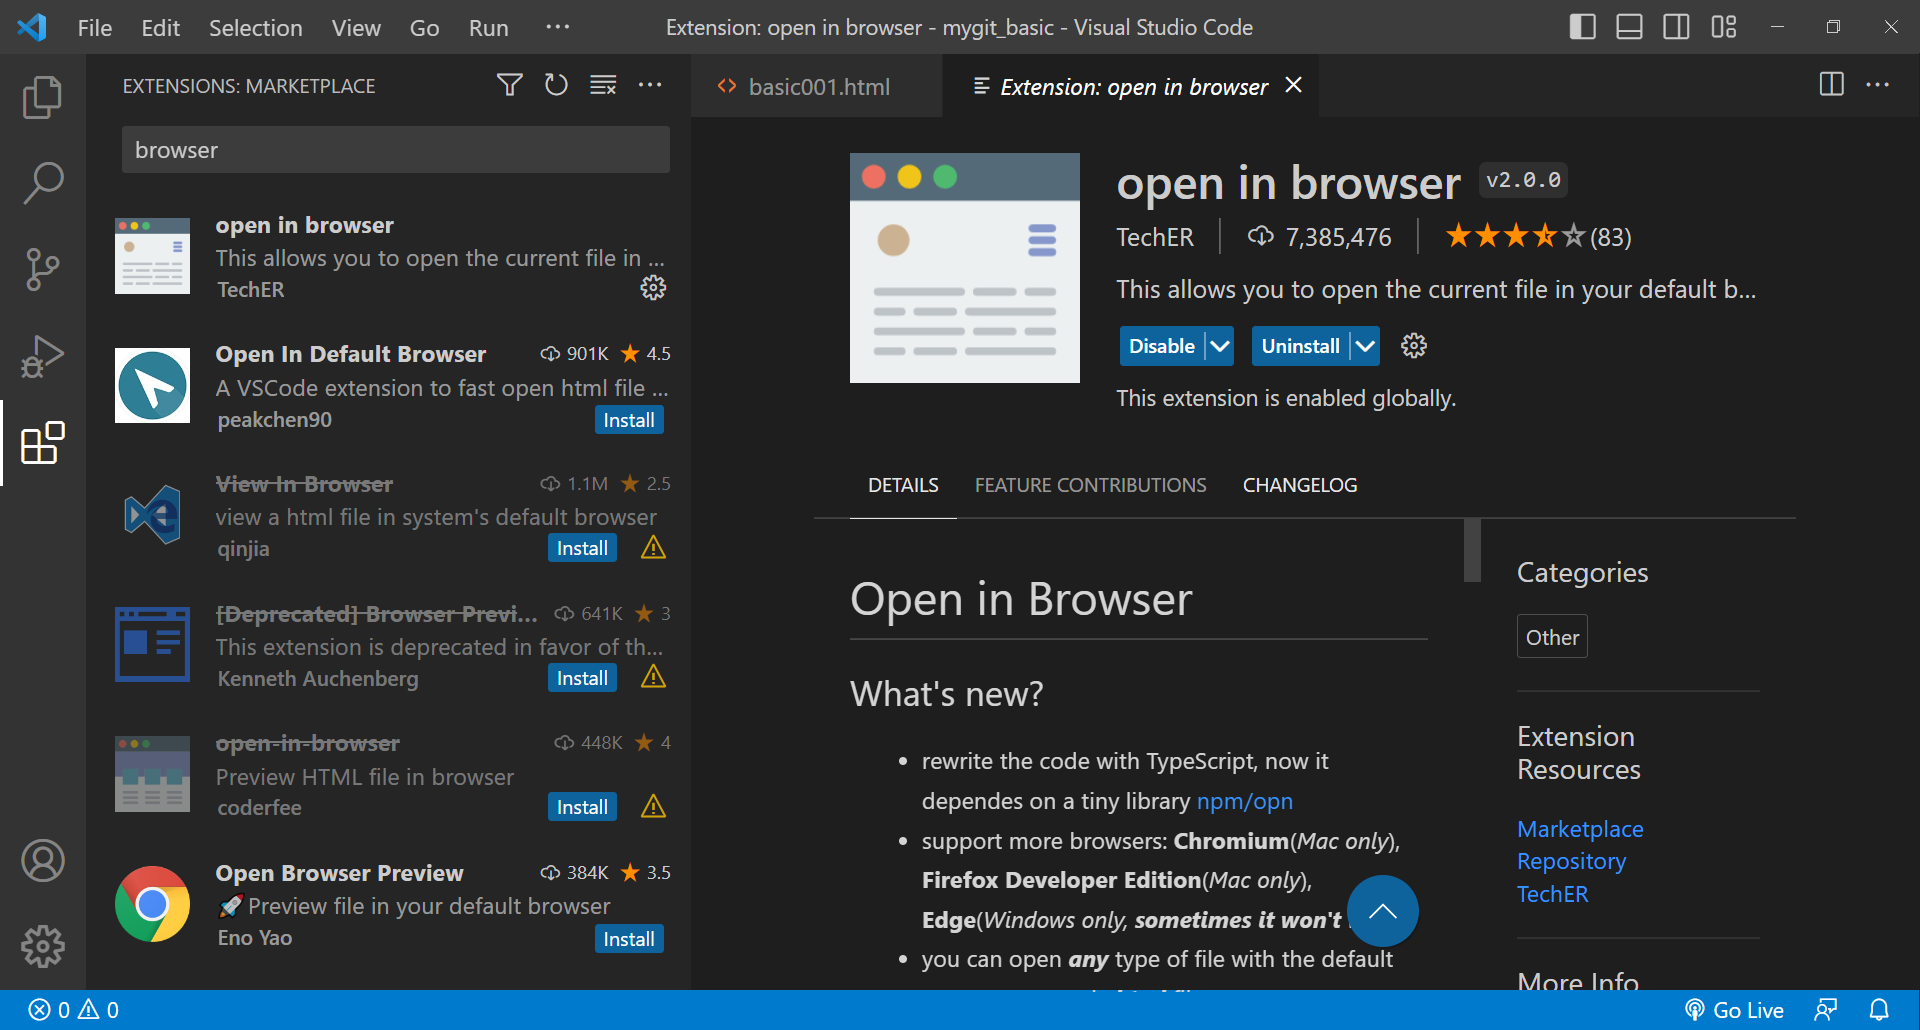 File Edit Selection View Go Run ···
Extension: open in browser - mygit_basic - Visual Studio Code
EXTENSIONS: MARKETPLACE
browser
open in browser
This allows you to open the current file in ...
TechER
Open In Default Browser 901K ★ 4.5
A VSCode extension to fast open html file ...
peakchen90
Install
View In Browser 1.1M ★ 2.5
view a html file in system's default browser
qinjia
Install
[Deprecated] Browser Previ... 641K ★ 3
This extension is deprecated in favor of th...
Kenneth Auchenberg
Install
open-in-browser 448K ★ 4
Preview HTML file in browser
coderfee
Install
Open Browser Preview 384K ★ 3.5
🚀Preview file in your default browser
Eno Yao
Install
basic001.html
Extension: open in browser
open in browser v2.0.0
TechER 7,385,476 (83)
This allows you to open the current file in your default b...
Disable Uninstall
This extension is enabled globally.
DETAILS FEATURE CONTRIBUTIONS CHANGELOG
Open in Browser
What's new?
• rewrite the code with TypeScript, now it
dependes on a tiny library npm/opn
• support more browsers: Chromium(Mac only),
Firefox Developer Edition(Mac only),
Edge(Windows only, sometimes it won't
• you can open any type of file with the default
Categories
Other
Extension
Resources
Marketplace
Repository
TechER
More Info
0 0
Go Live